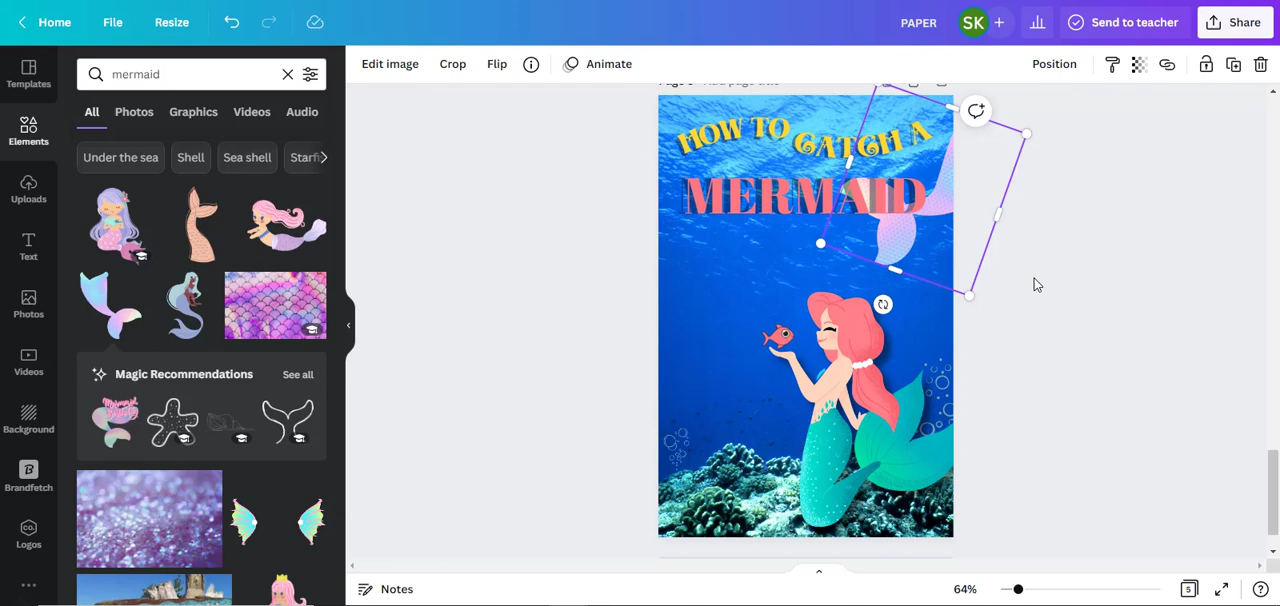 Home File Resize PAPER SK + Send to teacher Share
Templates
Elements
Uploads
Text
Photos
Videos
Background
Brandfetch
Logos
mermaid
All Photos Graphics Videos Audio
Under the sea Shell Sea shell Starfi
Magic Recommendations See all
Edit image Crop Flip Animate Position
HOW TO CATCH A
MERMAID
Notes 64% 5